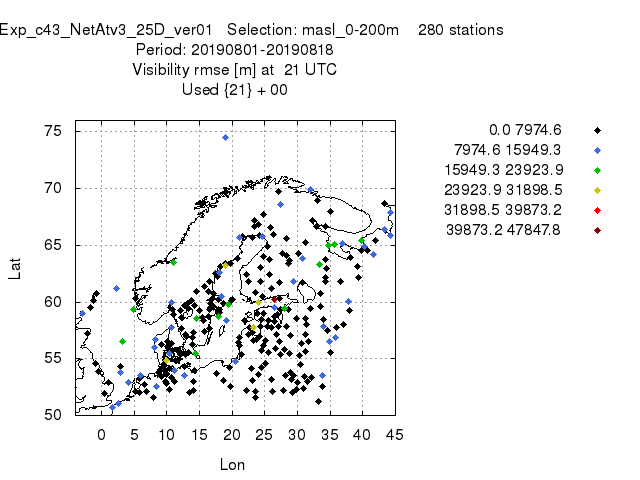 Exp_c43_NetAtv3_25D_ver01 Selection: masl_0-200m 280 stations
Period: 20190801-20190818
Visibility rmse [m] at 21 UTC
Used {21} + 00
0.0 7974.6
7974.6 15949.3
15949.3 23923.9
23923.9 31898.5
31898.5 39873.2
39873.2 47847.8
75
70
65
60
55
50
Lat
0 5 10 15 20 25 30 35 40 45
Lon